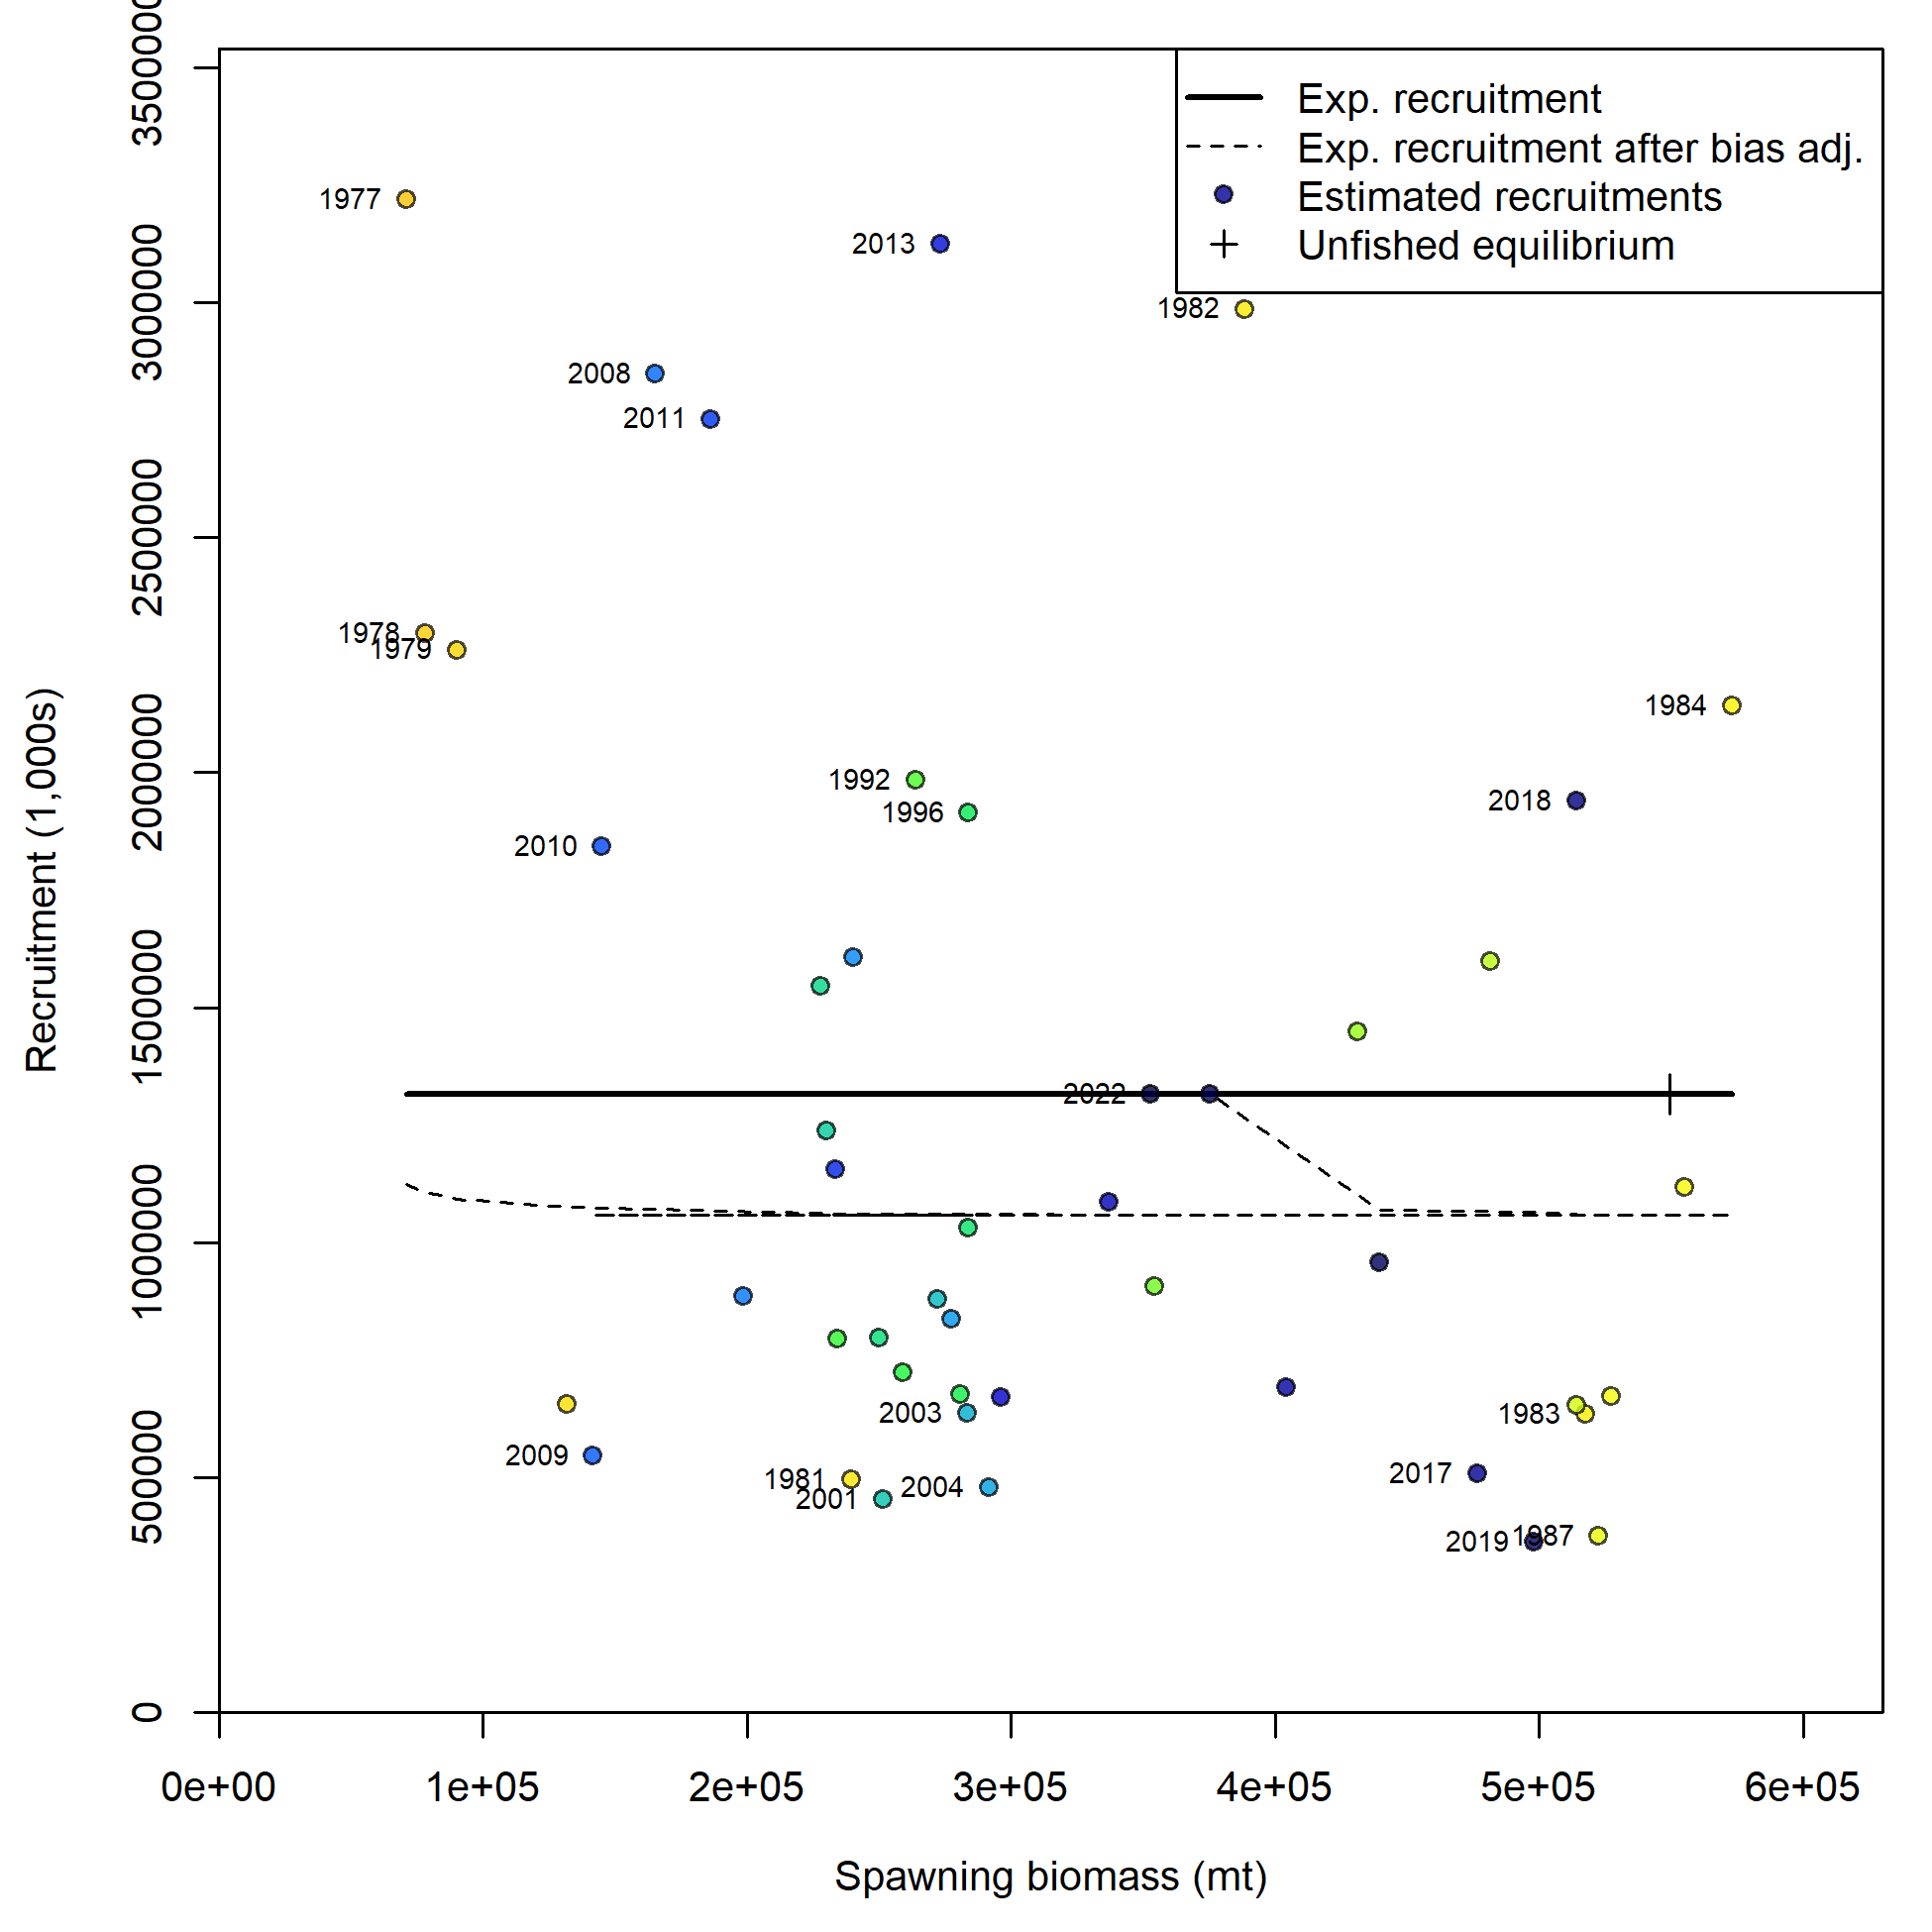 Exp. recruitment
Exp. recruitment after bias adj.
Estimated recruitments
Unfished equilibrium
1977
2013
1982
2008
2011
1978
1979
1984
1992
1996
2018
2010
2022
2003
1983
2009
1981
2001
2004
2017
2019
1987
3500000
3000000
2500000
2000000
1500000
1000000
500000
0
Recruitment (1,000s)
0e+00
1e+05
2e+05
3e+05
4e+05
5e+05
6e+05
Spawning biomass (mt)